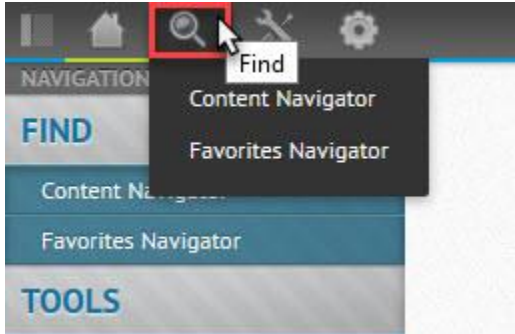 Find
NAVIGATION
Content Navigator
FIND
Favorites Navigator
Content
Favorites Navigator
TOOLS